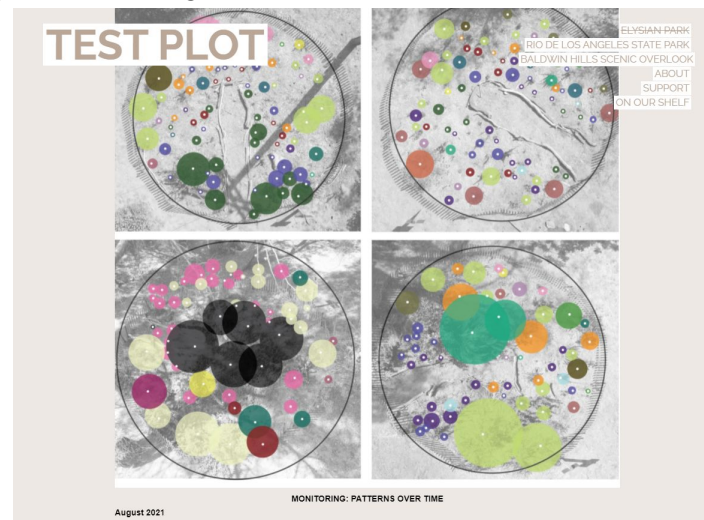 TEST PLOT
ELYSIAN PARK
RIO DE LOS ANGELES STATE PARK
BALDWIN HILLS SCENIC OVERLOOK
ABOUT
SUPPORT
ON OUR SHELF
MONITORING: PATTERNS OVER TIME
August 2021